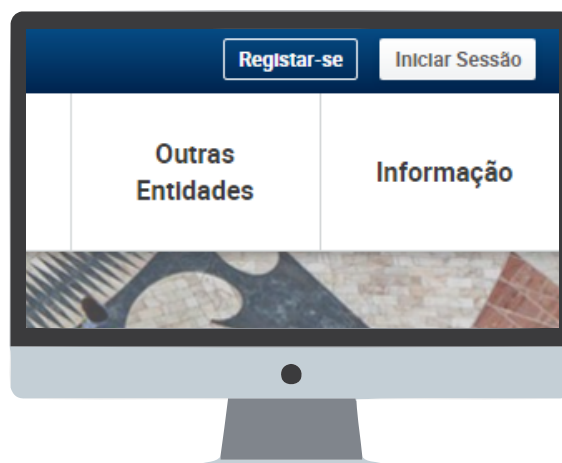 Registar-se
Iniciar Sessão
Outras
Entidades
Informação